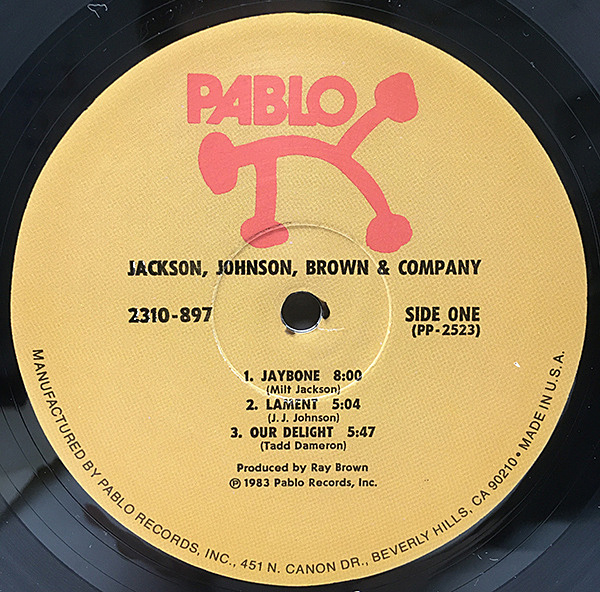 PABLO
JACKSON, JOHNSON, BROWN & COMPANY
2310-897
SIDE ONE
(PP-2523)
1. JAYBONE 8:00
(Milt Jackson)
2. LAMENT 5:04
(J. J. Johnson)
3. OUR DELIGHT 5:47
(Tadd Dameron)
Produced by Ray Brown
℗ 1983 Pablo Records, Inc.
MANUFACTURED BY PABLO RECORDS, INC., 451 N. CANON DR., BEVERLY HILLS, CA 90210 • MADE IN U.S.A.